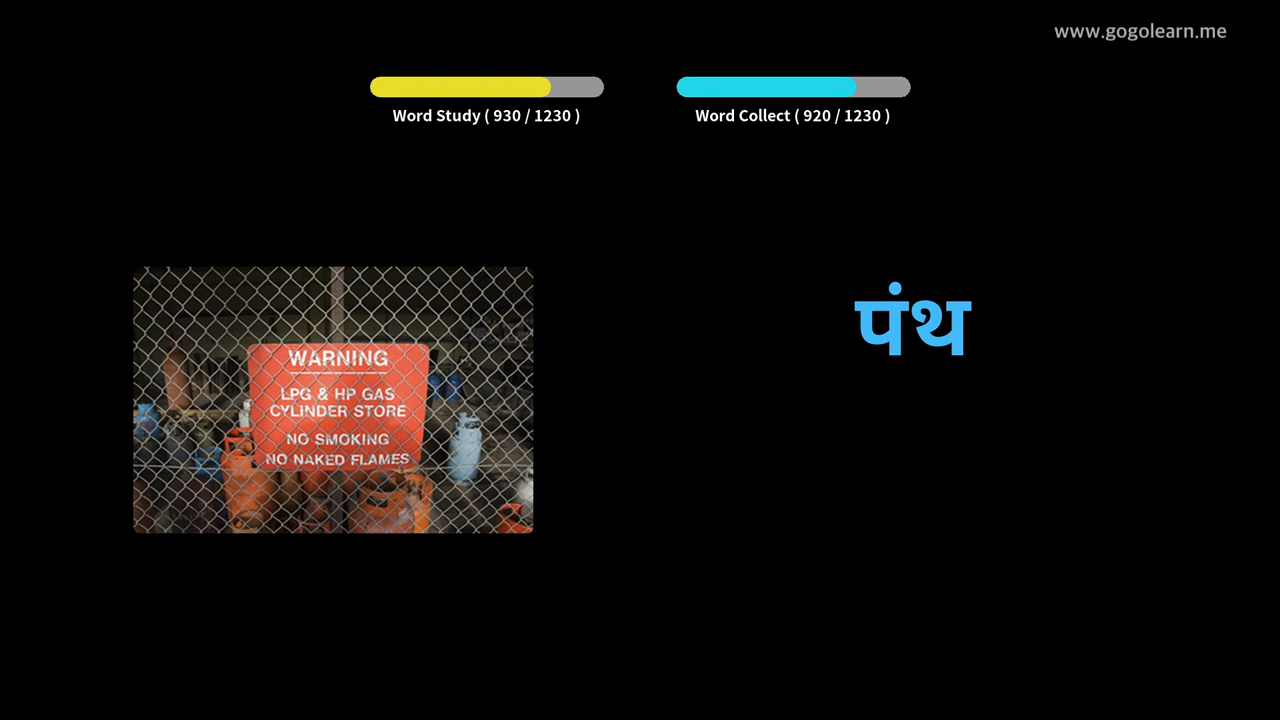 www.gogolearn.me
Word Study ( 930 / 1230 )
Word Collect ( 920 / 1230 )
WARNING
LPG & HP GAS
CYLINDER STORE
NO SMOKING
NO NAKED FLAMES
पंथ